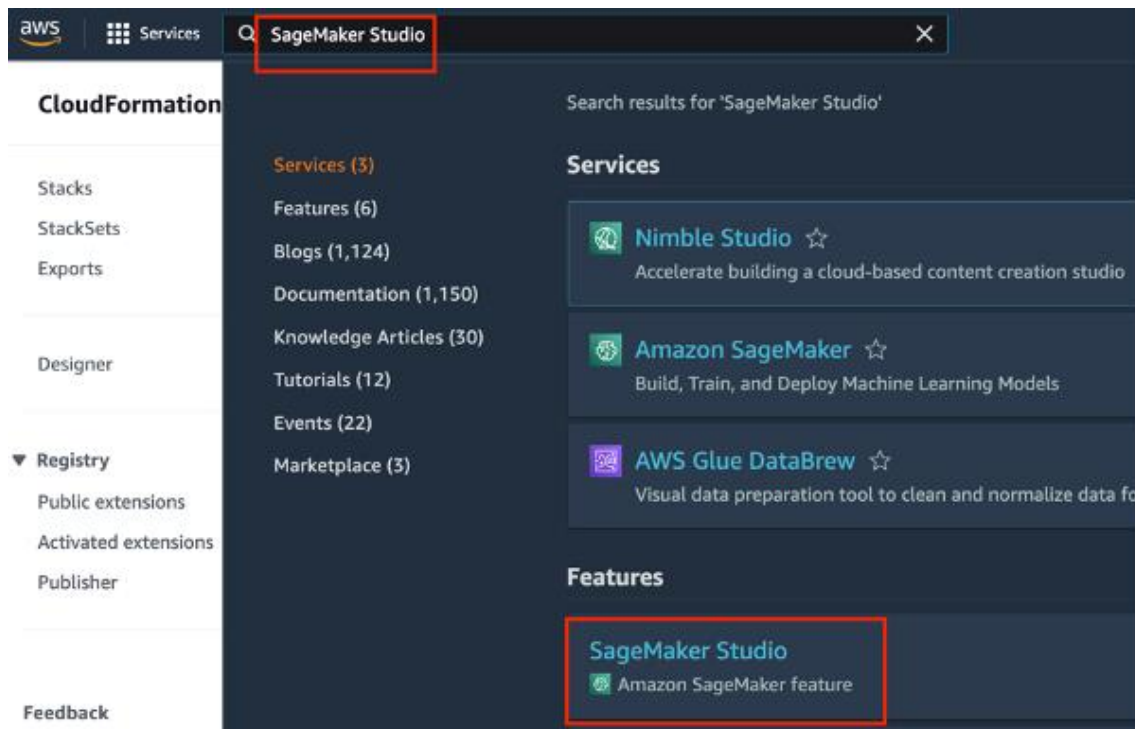 aws
Services
SageMaker Studio
CloudFormation
Stacks
StackSets
Exports
Designer
Registry
Public extensions
Activated extensions
Publisher
Feedback
Services (3)
Features (6)
Blogs (1,124)
Documentation (1,150)
Knowledge Articles (30)
Tutorials (12)
Events (22)
Marketplace (3)
Search results for 'SageMaker Studio'
Services
Nimble Studio
Accelerate building a cloud-based content creation studio
Amazon SageMaker
Build, Train, and Deploy Machine Learning Models
AWS Glue DataBrew
Visual data preparation tool to clean and normalize data
Features
SageMaker Studio
Amazon SageMaker feature